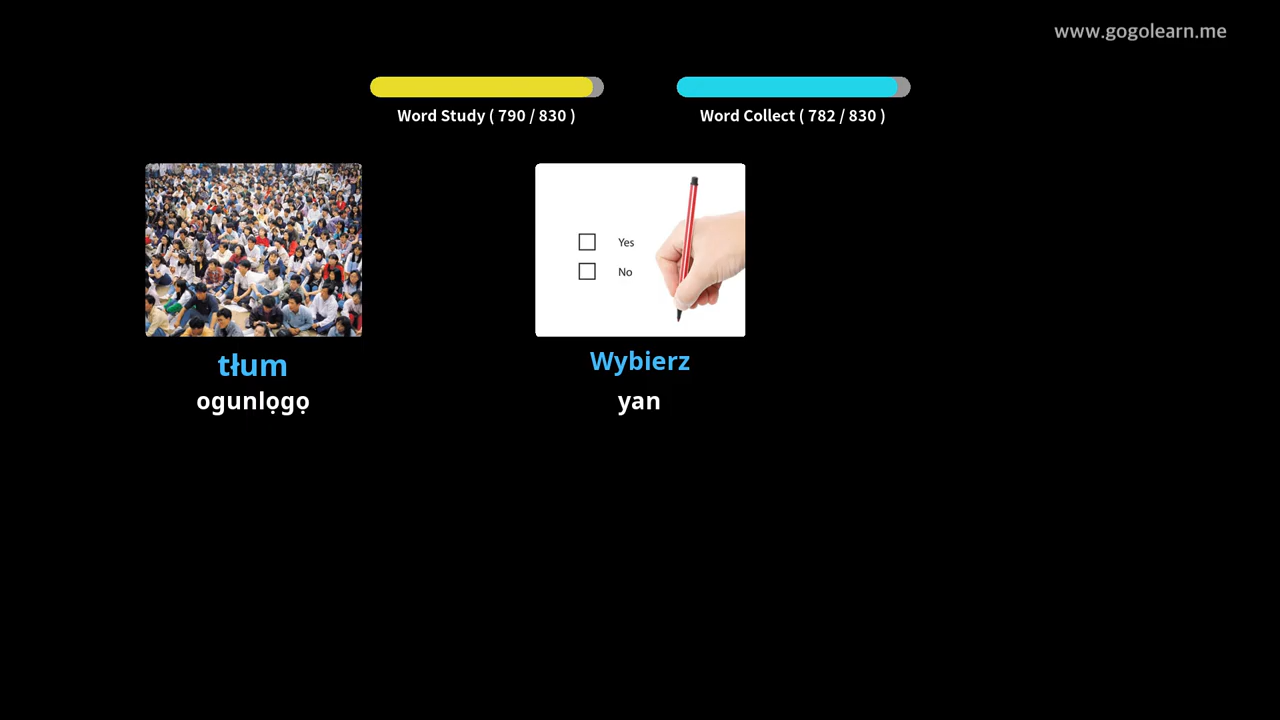 www.gogolearn.me
Word Study ( 790 / 830 )
Word Collect ( 782 / 830 )
Yes
No
tłum
ogunlọgọ
Wybierz
yan